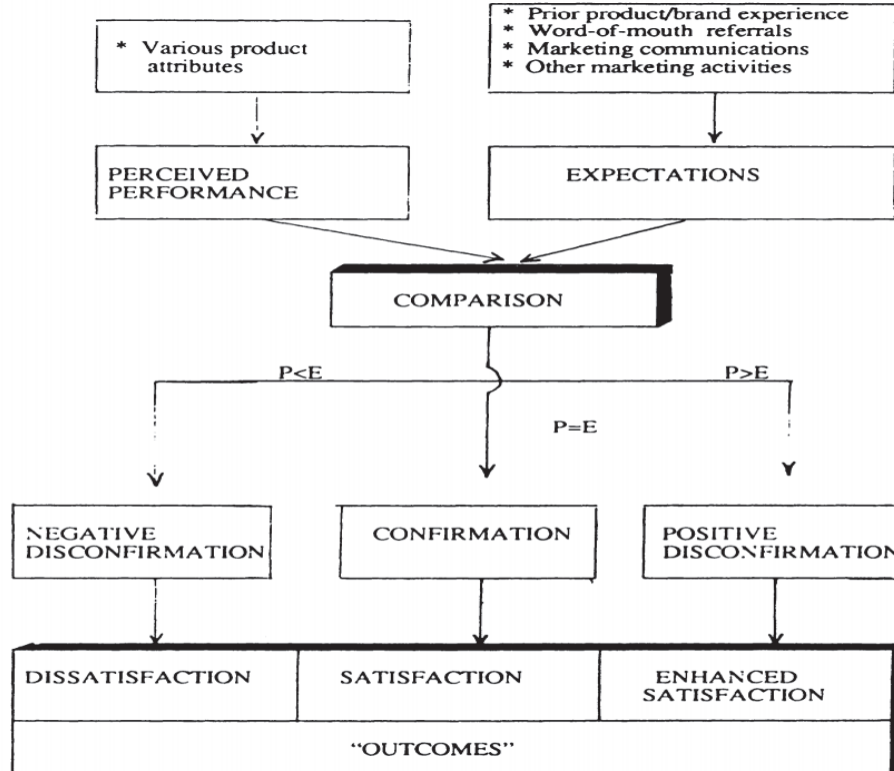 * Various product
attributes
* Prior product/brand experience
* Word-of-mouth referrals
* Marketing communications
* Other marketing activities
PERCEIVED
PERFORMANCE
EXPECTATIONS
COMPARISON
P<E
P>E
P=E
NEGATIVE
DISCONFIRMATION
CONFIRMATION
POSITIVE
DISCONFIRMATION
DISSATISFACTION
SATISFACTION
ENHANCED
SATISFACTION
“OUTCOMES”